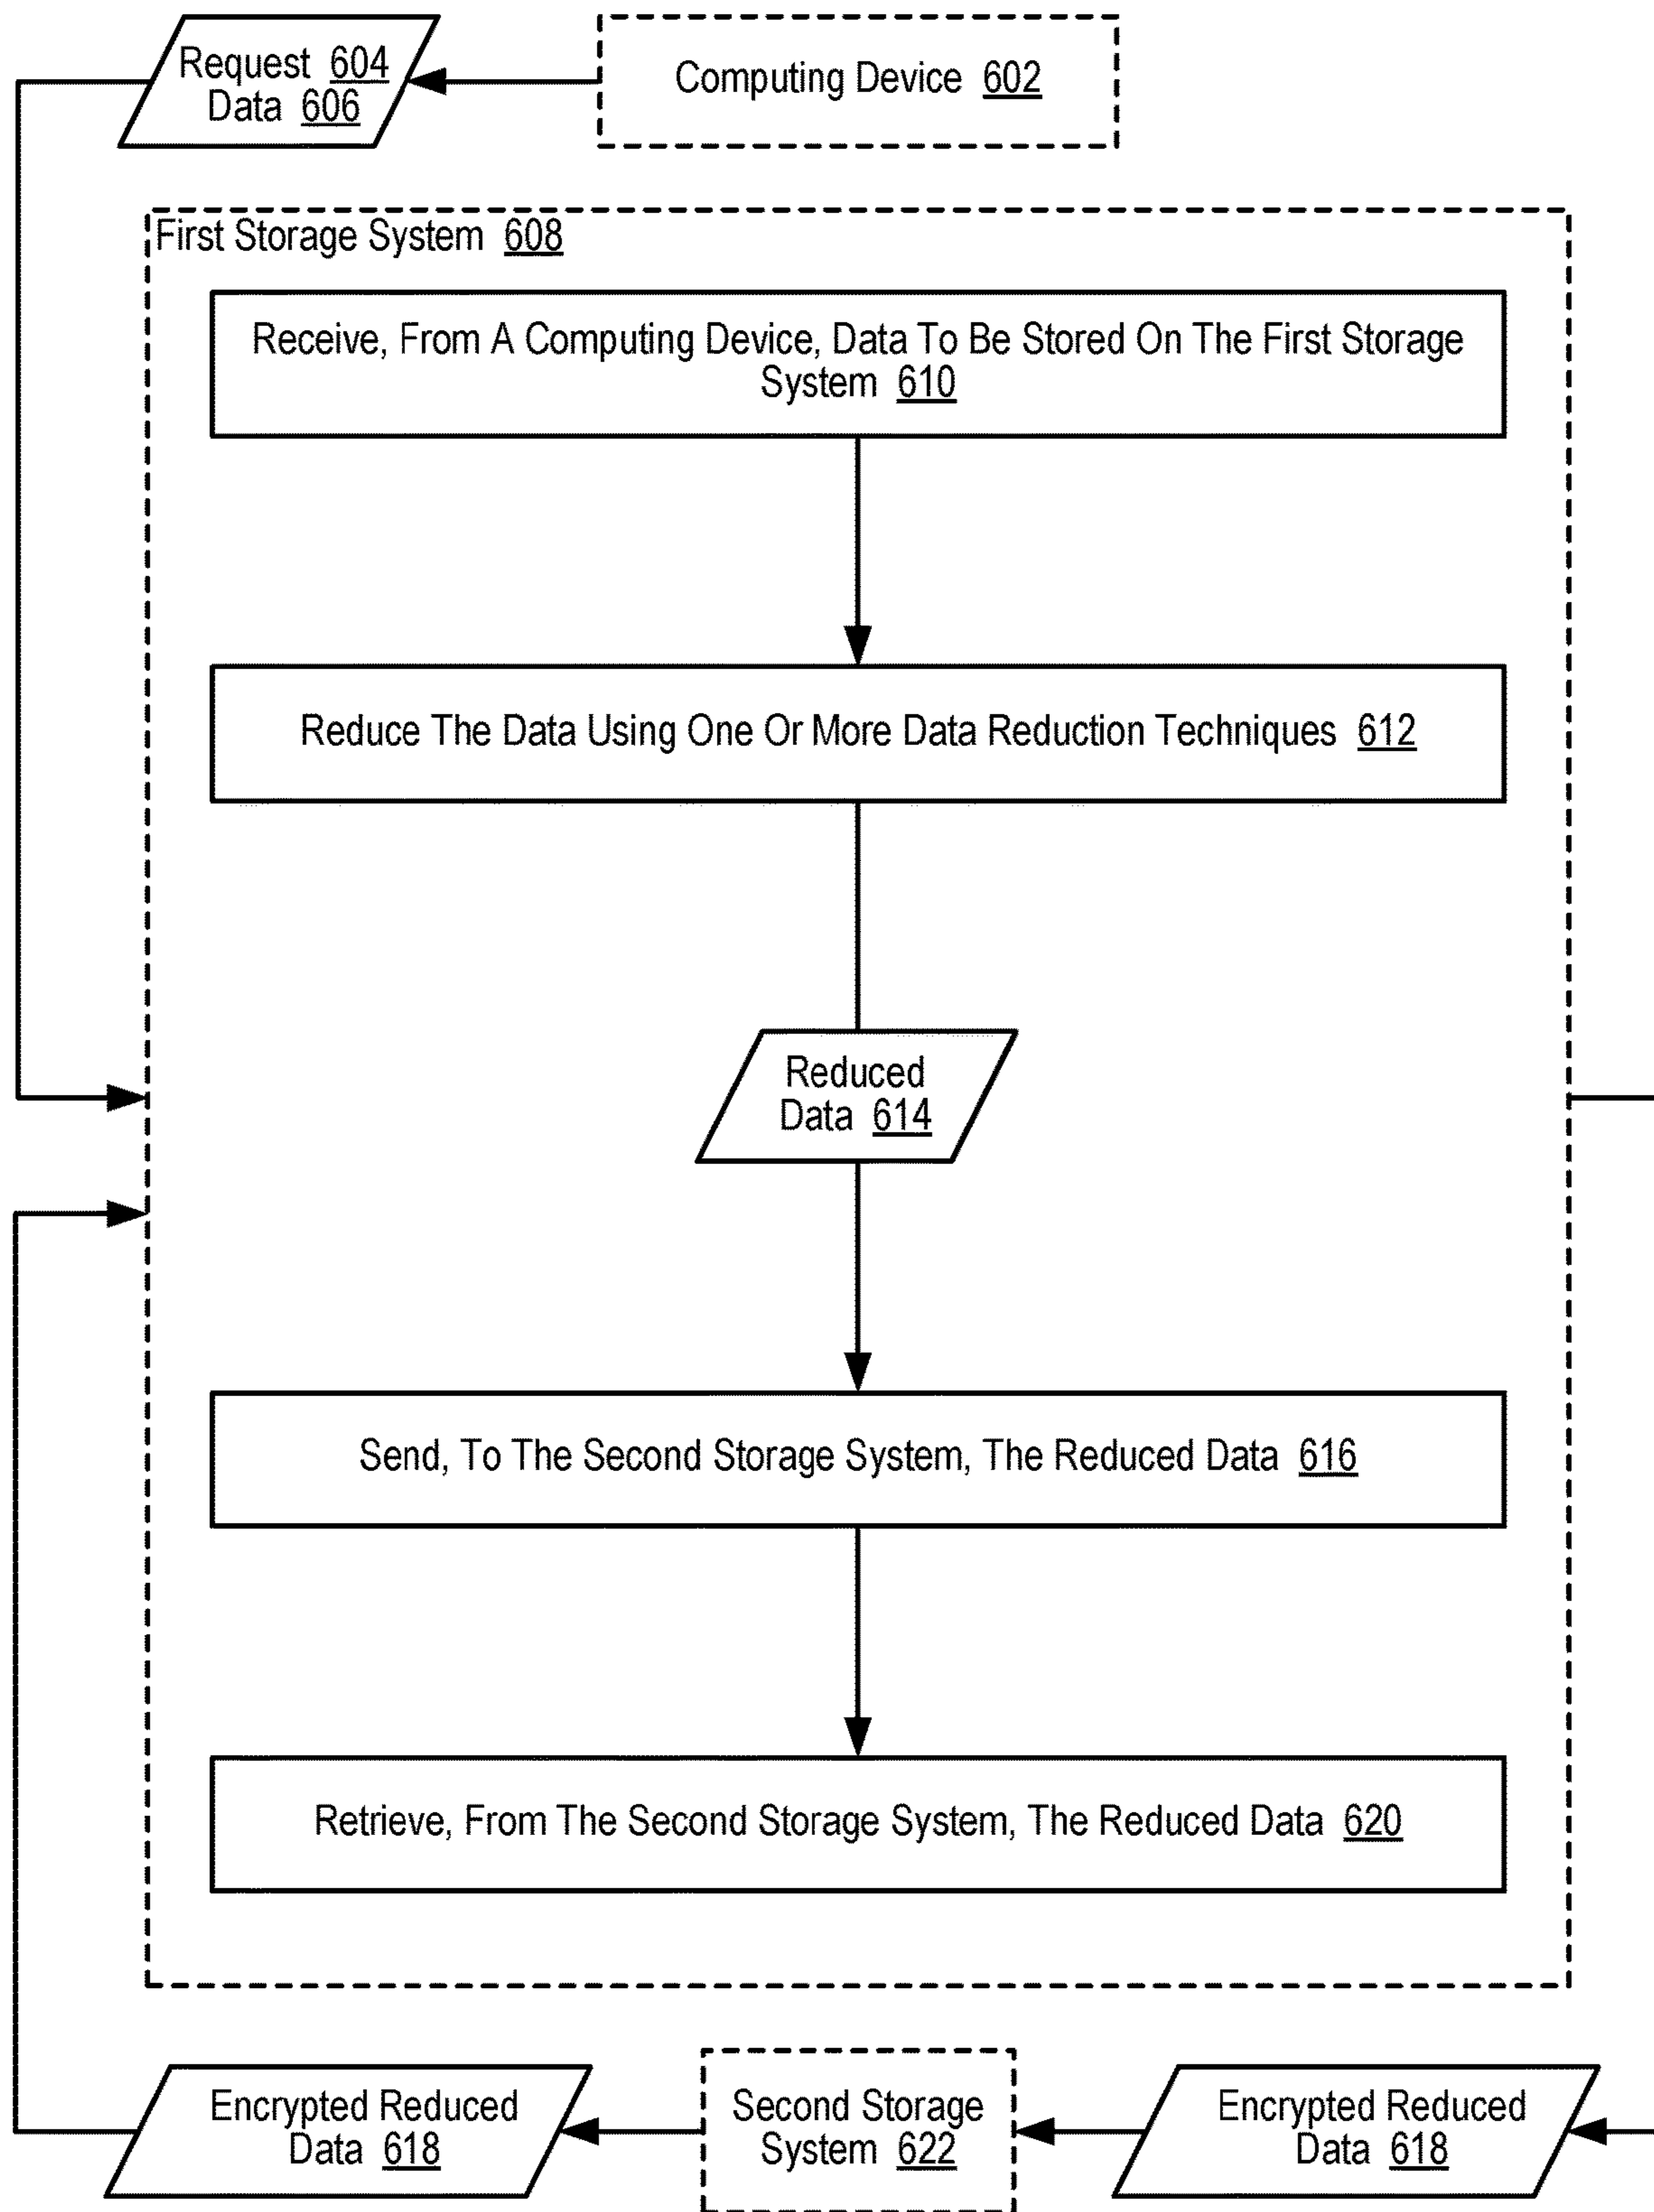 Request 604
Data 606
Computing Device 602
First Storage System 608
Receive, From A Computing Device, Data To Be Stored On The First Storage
System 610
Reduce The Data Using One Or More Data Reduction Techniques 612
Reduced
Data 614
Send, To The Second Storage System, The Reduced Data 616
Retrieve, From The Second Storage System, The Reduced Data 620
Encrypted Reduced
Data 618
Second Storage
System 622
Encrypted Reduced
Data 618